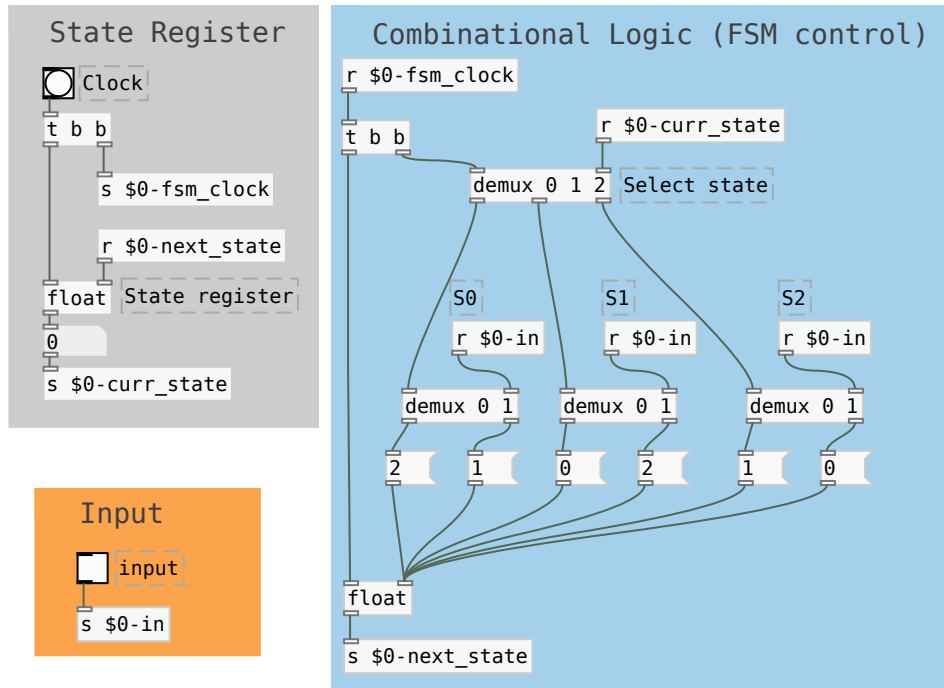 State Register
Clock
t b b
s $0-fsm_clock
r $0-next_state
float
State register
0
s $0-curr_state
Input
input
s $0-in
Combinational Logic (FSM control)
r $0-fsm_clock
t b b
r $0-curr_state
demux 0 1 2
Select state
S0
S1
S2
r $0-in
r $0-in
r $0-in
demux 0 1
demux 0 1
demux 0 1
2
1
0
2
1
0
float
s $0-next_state